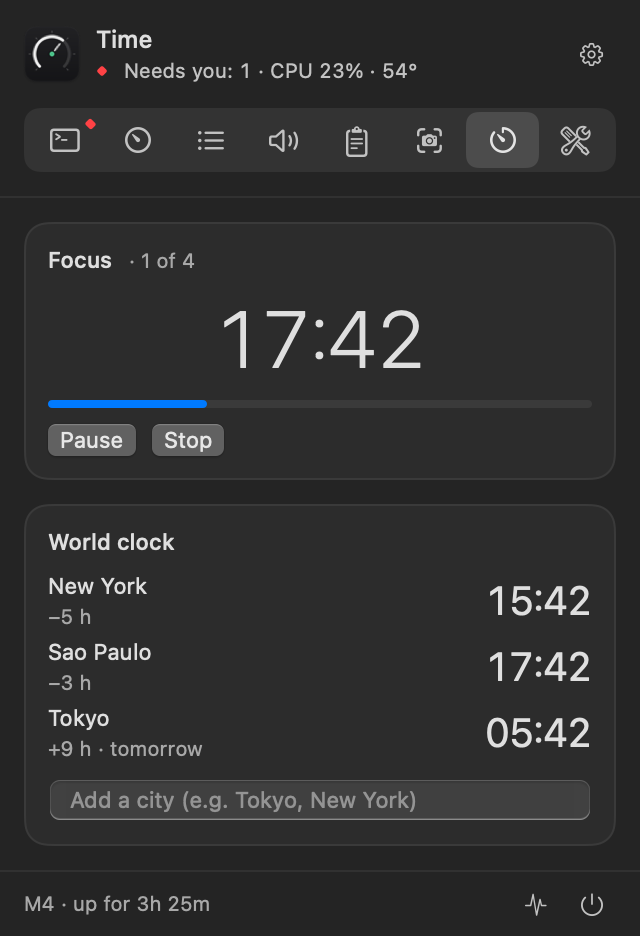 Time
Needs you: 1 · CPU 23% · 54°
Focus · 1 of 4
17:42
Pause Stop
World clock
New York
−5 h
15:42
Sao Paulo
−3 h
17:42
Tokyo
+9 h · tomorrow
05:42
Add a city (e.g. Tokyo, New York)
M4 · up for 3h 25m